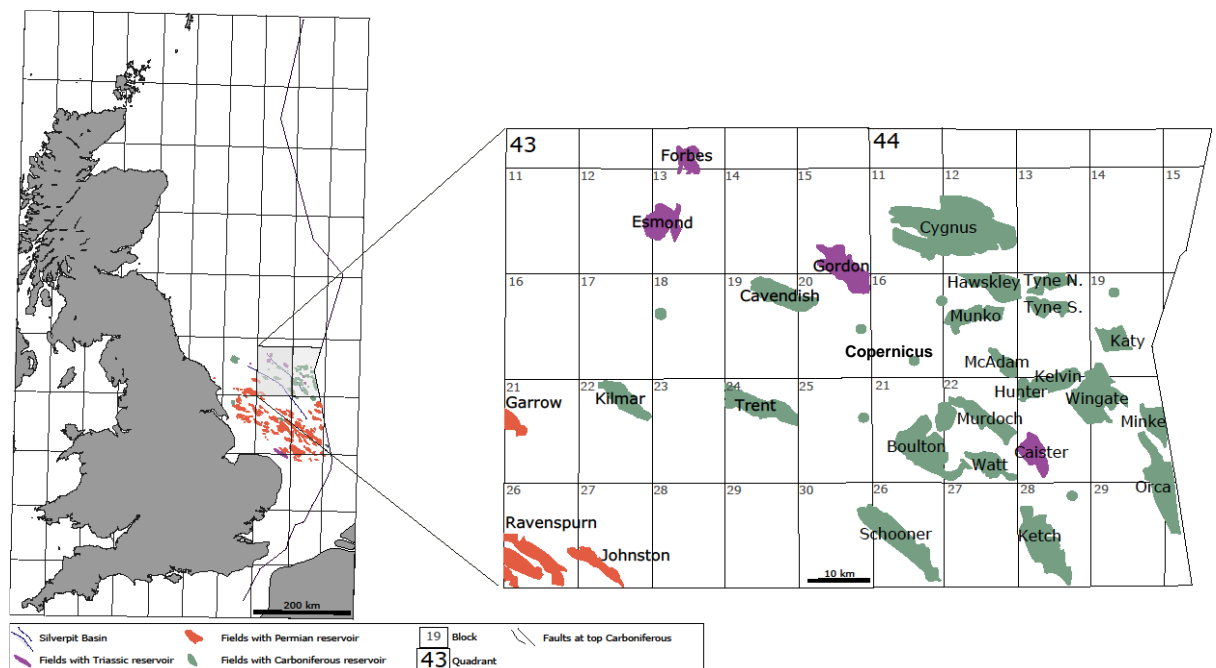 43
44
Forbes
11
12
13
14
15
11
12
13
14
15
Esmond
Cygnus
Gordon
16
17
18
19
16
Hawskley
Tyne N.
19
Cavendish
Munko
Tyne S.
Copernicus
Katy
McAdam
21
22
23
24
25
21
22
Hunter
Kelvin
Garrow
Kilmar
Trent
Murdoch
Wingate
Minke
Boulton
Watt
Caister
26
27
28
29
30
26
27
28
29
Orca
Ravenspurn
Johnston
Schooner
Ketch
10 km
200 km
Silverpit Basin
Fields with Permian reservoir
19 Block
Faults at top Carboniferous
Fields with Triassic reservoir
Fields with Carboniferous reservoir
43 Quadrant